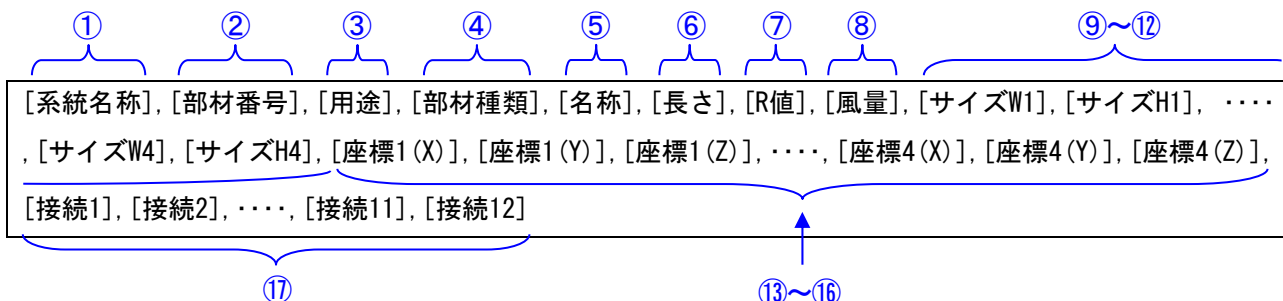 ① ② ③ ④ ⑤ ⑥ ⑦ ⑧ ⑨～⑫
[系統名称],[部材番号],[用途],[部材種類],[名称],[長さ],[R値],[風量],[サイズW1],[サイズH1], ････
,[サイズW4],[サイズH4],[座標1(X)],[座標1(Y)],[座標1(Z)],････,[座標4(X)],[座標4(Y)],[座標4(Z)],
[接続1],[接続2],････,[接続11],[接続12]
⑰ ⑬～⑯